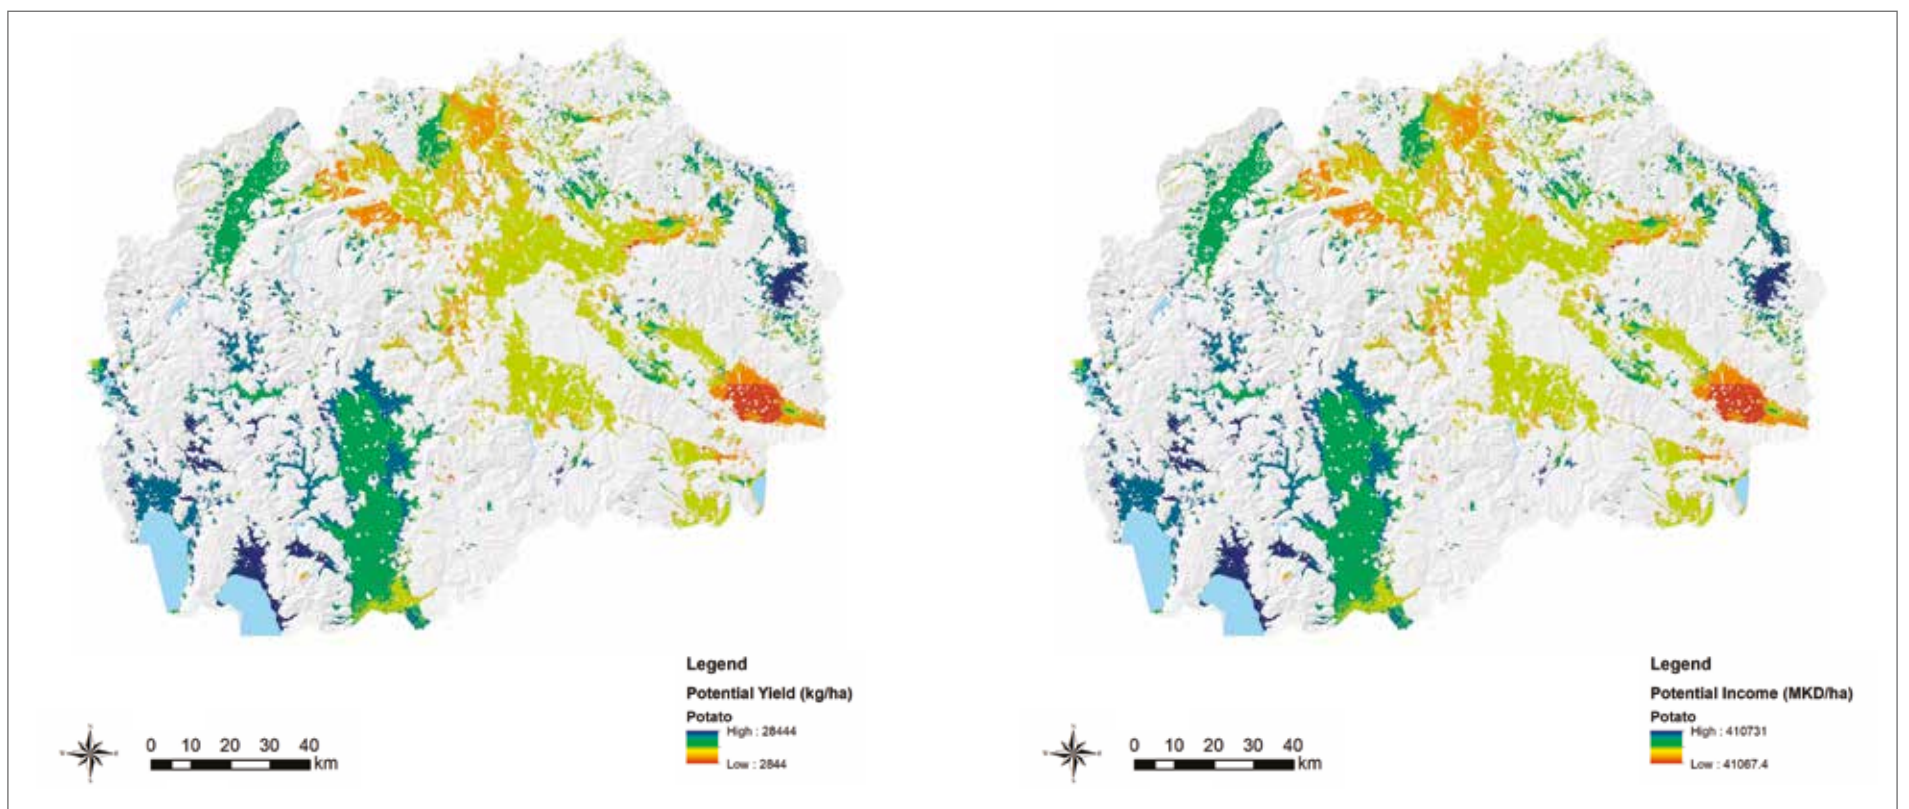 Legend
Potential Yield (kg/ha)
Potato
High : 28444
Low : 2844
0 10 20 30 40
km
Legend
Potential Income (MKD/ha)
Potato
High : 410731
Low : 41067.4
0 10 20 30 40
km